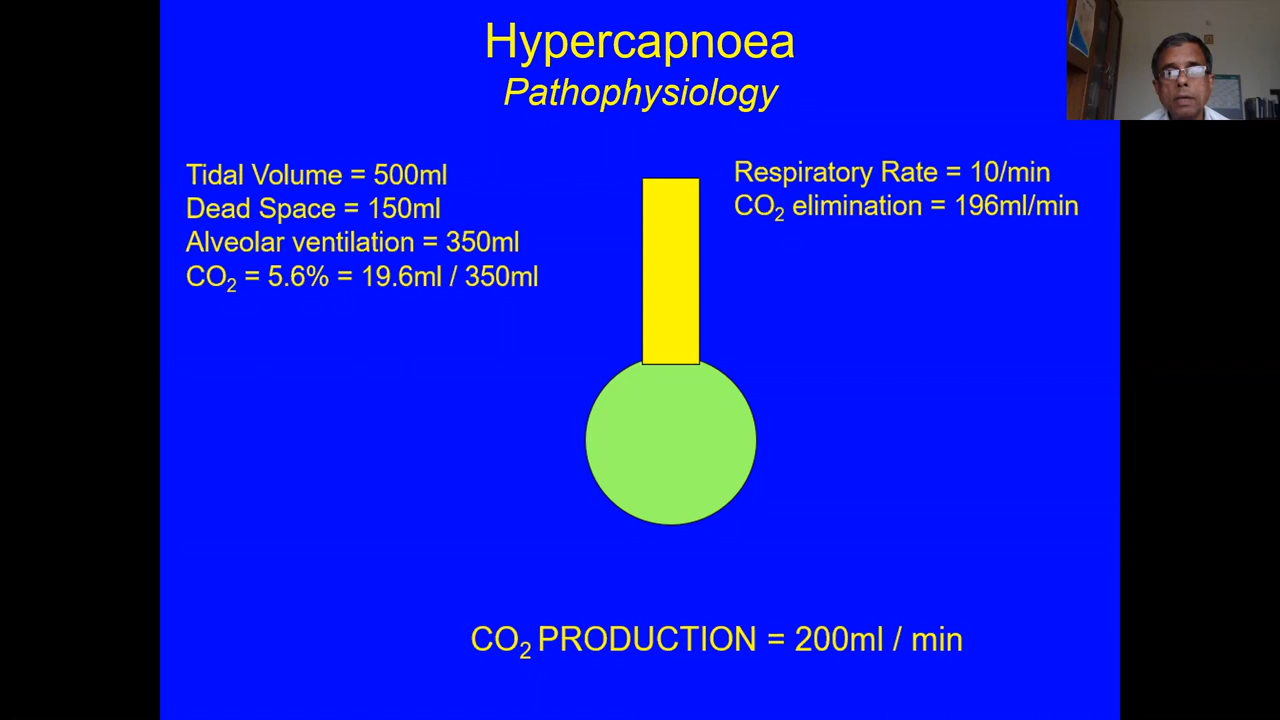 Hypercapnoea
Pathophysiology
Tidal Volume = 500ml
Dead Space = 150ml
Alveolar ventilation = 350ml
CO₂ = 5.6% = 19.6ml / 350ml
Respiratory Rate = 10/min
CO₂ elimination = 196ml/min
CO₂ PRODUCTION = 200ml / min